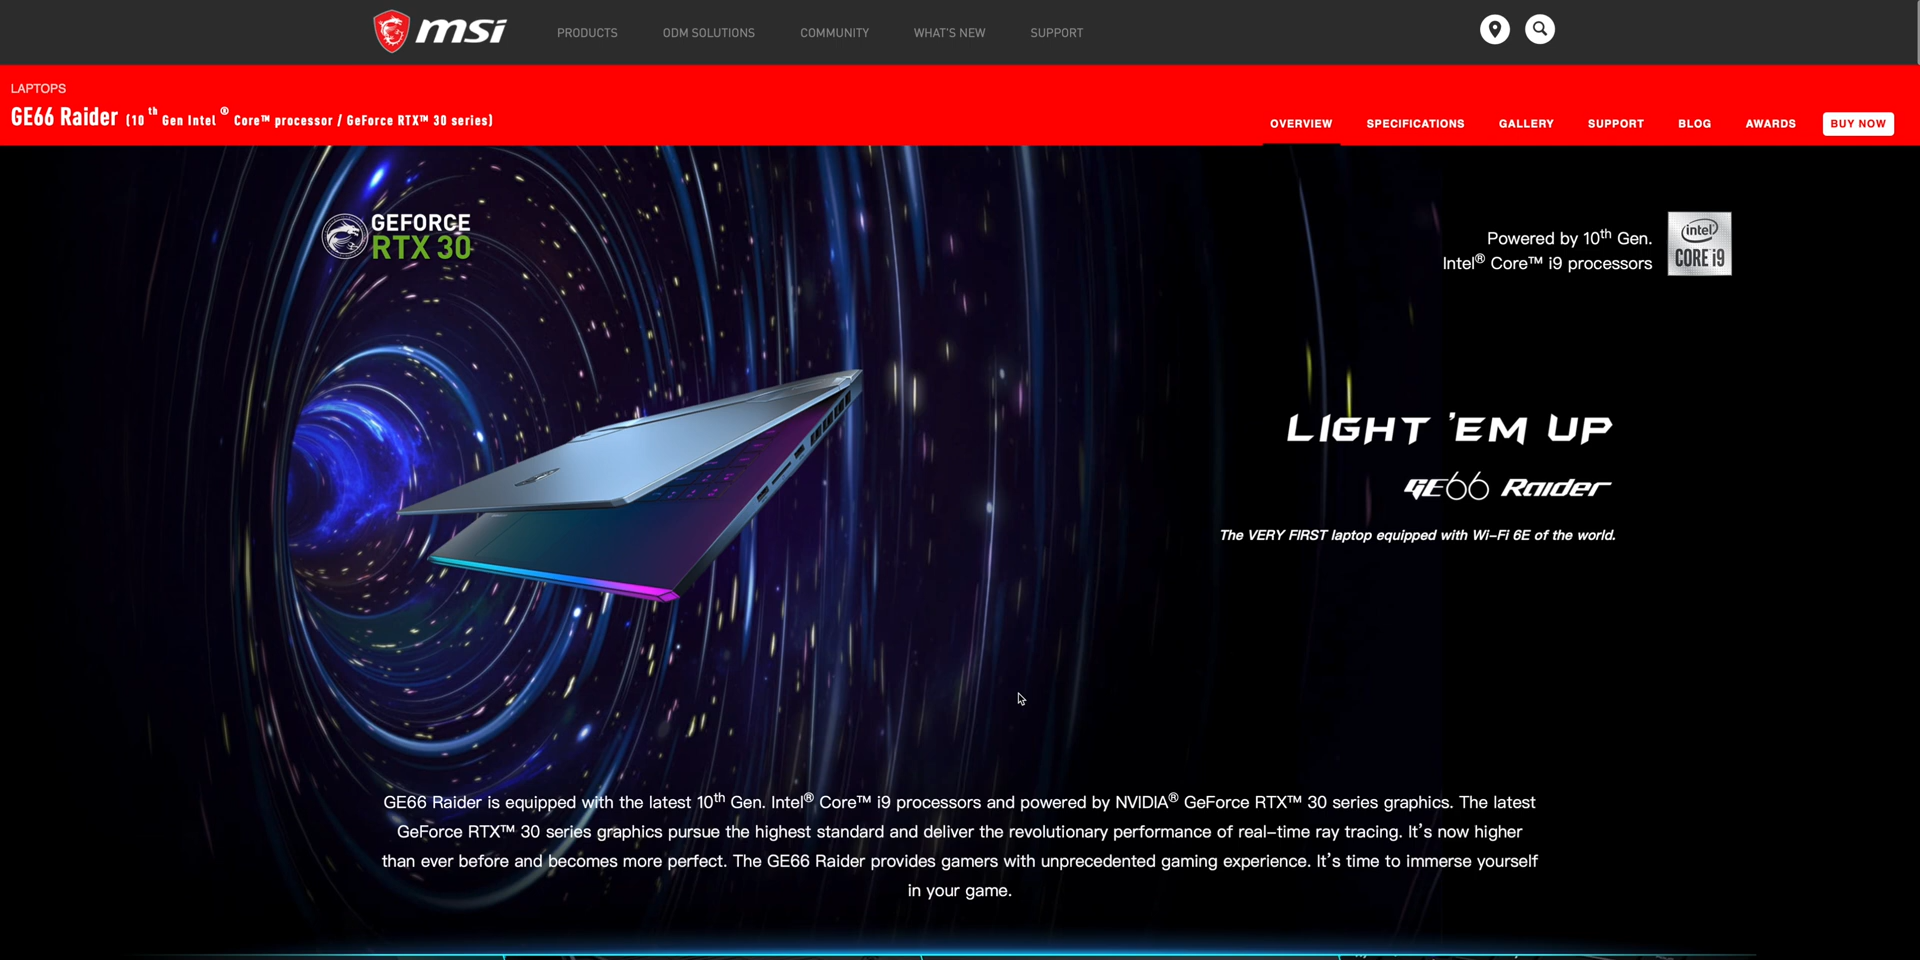 msi
PRODUCTS
ODM SOLUTIONS
COMMUNITY
WHAT'S NEW
SUPPORT
LAPTOPS
GE66 Raider (10 th Gen Intel ® Core™ processor / GeForce RTX™ 30 series)
OVERVIEW
SPECIFICATIONS
GALLERY
SUPPORT
BLOG
AWARDS
BUY NOW
GEFORCE
RTX 30
Powered by 10th Gen.
Intel® Core™ i9 processors
intel
CORE i9
LIGHT 'EM UP
GE66 Raider
The VERY FIRST laptop equipped with Wi-Fi 6E of the world.
GE66 Raider is equipped with the latest 10th Gen. Intel® Core™ i9 processors and powered by NVIDIA® GeForce RTX™ 30 series graphics. The latest
GeForce RTX™ 30 series graphics pursue the highest standard and deliver the revolutionary performance of real-time ray tracing. It's now higher
than ever before and becomes more perfect. The GE66 Raider provides gamers with unprecedented gaming experience. It's time to immerse yourself
in your game.